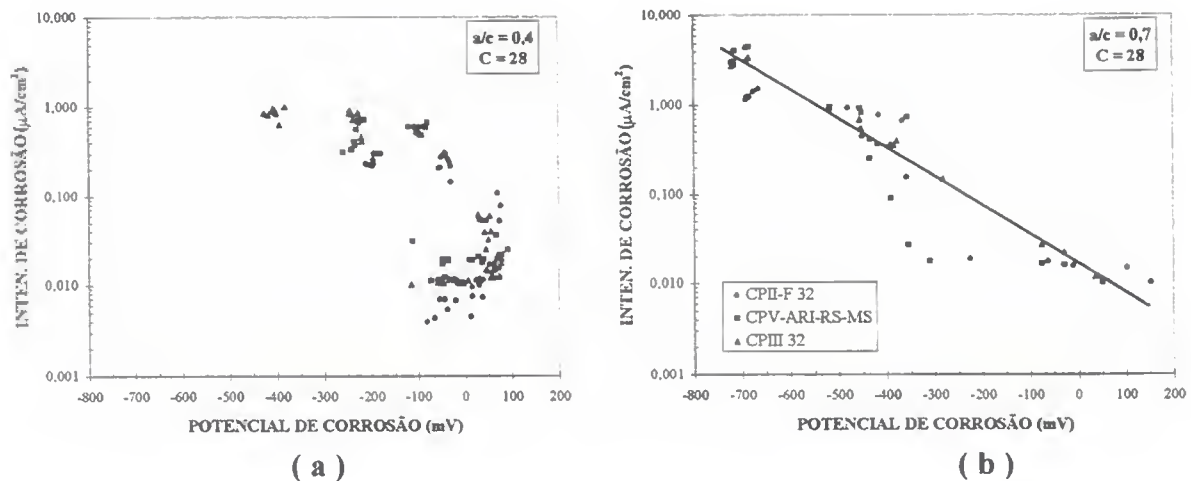 INTEN. DE CORROSÃO (µA/cm²)
10,000
1,000
0,100
0,010
0,001
a/c = 0,4
C = 28
-800 -700 -600 -500 -400 -300 -200 -100 0 100 200
POTENCIAL DE CORROSÃO (mV)
( a )
INTEN. DE CORROSÃO (µA/cm²)
10,000
1,000
0,100
0,010
0,001
a/c = 0,7
C = 28
CPII-F 32
CPV-ARI-RS-MS
CPIII 32
-800 -700 -600 -500 -400 -300 -200 -100 0 100 200
POTENCIAL DE CORROSÃO (mV)
( b )